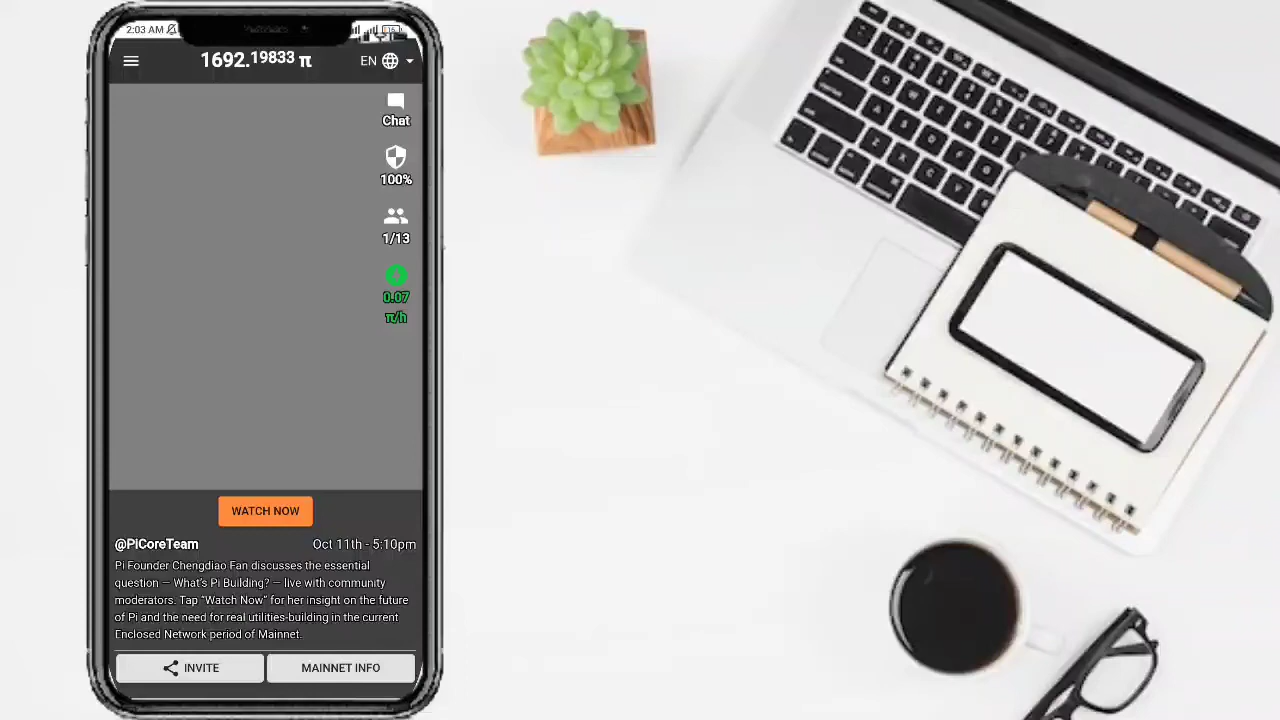 2:03 AM
1692.19833 π
EN
Chat
100%
1/13
0.07
π/h
WATCH NOW
@PiCoreTeam
Oct 11th - 5:10pm
Pi Founder Chengdiao Fan discusses the essential
question — What's Pi Building? — live with community
moderators. Tap "Watch Now" for her insight on the future
of Pi and the need for real utilities-building in the current
Enclosed Network period of Mainnet.
INVITE
MAINNET INFO